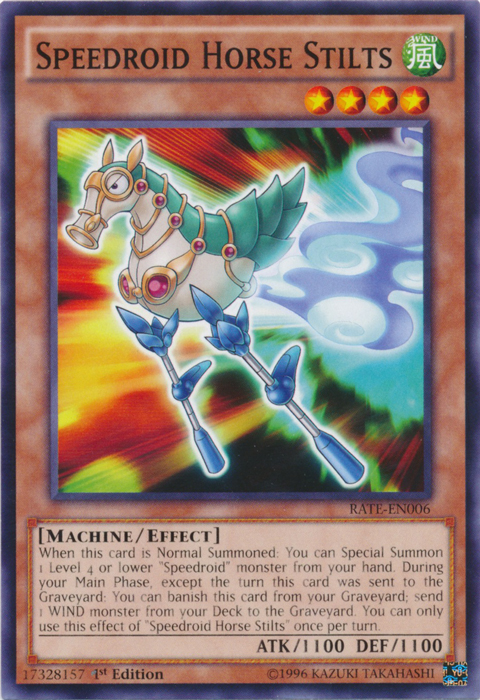 SPEEDROID HORSE STILTS
WIND
風
RATE-EN006
[MACHINE/EFFECT]
When this card is Normal Summoned: You can Special Summon
1 Level 4 or lower "Speedroid" monster from your hand. During
your Main Phase, except the turn this card was sent to the
Graveyard: You can banish this card from your Graveyard; send
1 WIND monster from your Deck to the Graveyard. You can only
use this effect of "Speedroid Horse Stilts" once per turn.
ATK/1100 DEF/1100
17328157 1st Edition ©1996 KAZUKI TAKAHASHI